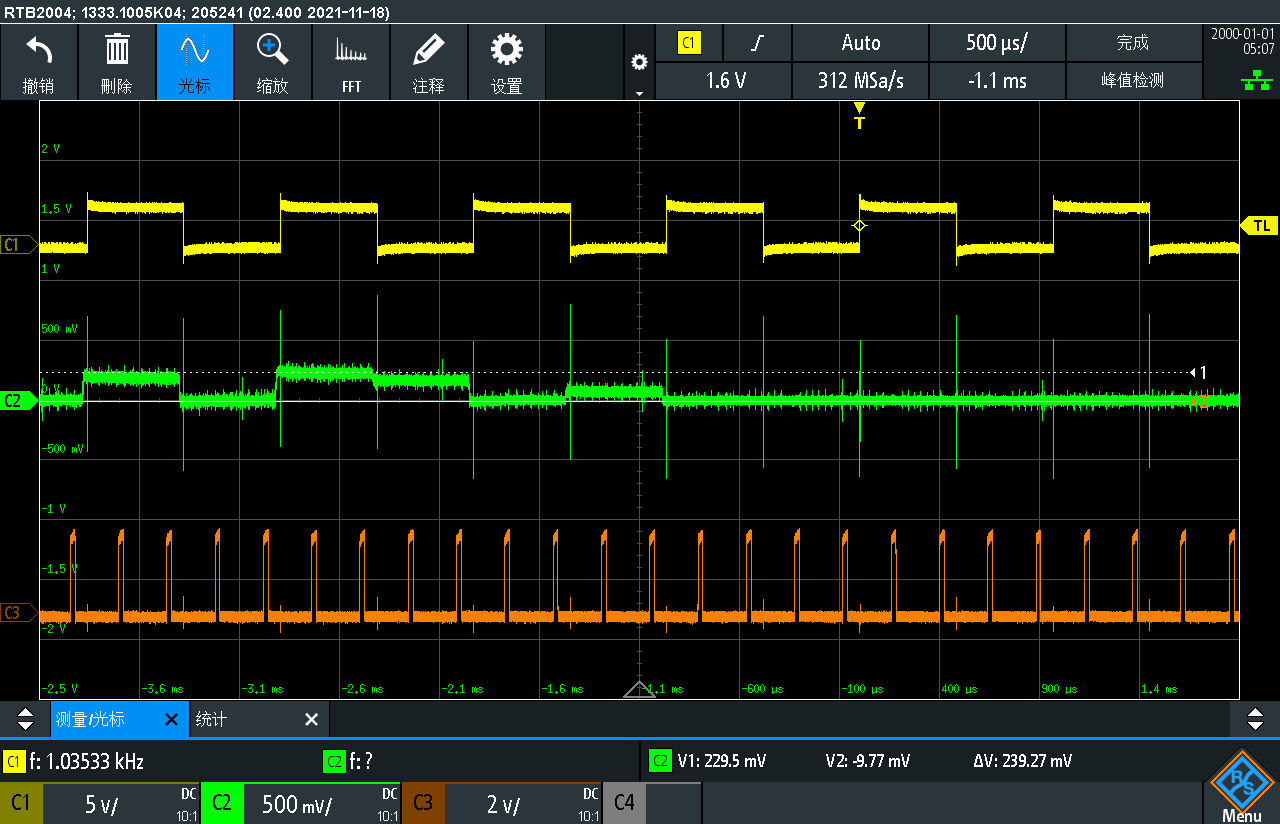 RTB2004; 1333.1005K04; 205241 (02.400 2021-11-18)
撤销
删除
光标
缩放
FFT
注释
设置
C1
Auto
500 µs/
完成
1.6 V
312 MSa/s
-1.1 ms
峰值检测
2000-01-01
05:07
T
2 V
1.5 V
C1
TL
1 V
500 mV
1
0 V
C2
2
-500 mV
-1 V
-1.5 V
C3
-2 V
-2.5 V
-3.6 ms
-3.1 ms
-2.6 ms
-2.1 ms
-1.6 ms
-1.1 ms
-600 µs
-100 µs
400 µs
900 µs
1.4 ms
测量/光标
统计
C1 f: 1.03533 kHz
C2 f: ?
C2 V1: 229.5 mV
V2: -9.77 mV
ΔV: 239.27 mV
C1 5 V/ DC 10:1
C2 500 mV/ DC 10:1
C3 2 V/ DC 10:1
C4
R S
Menu